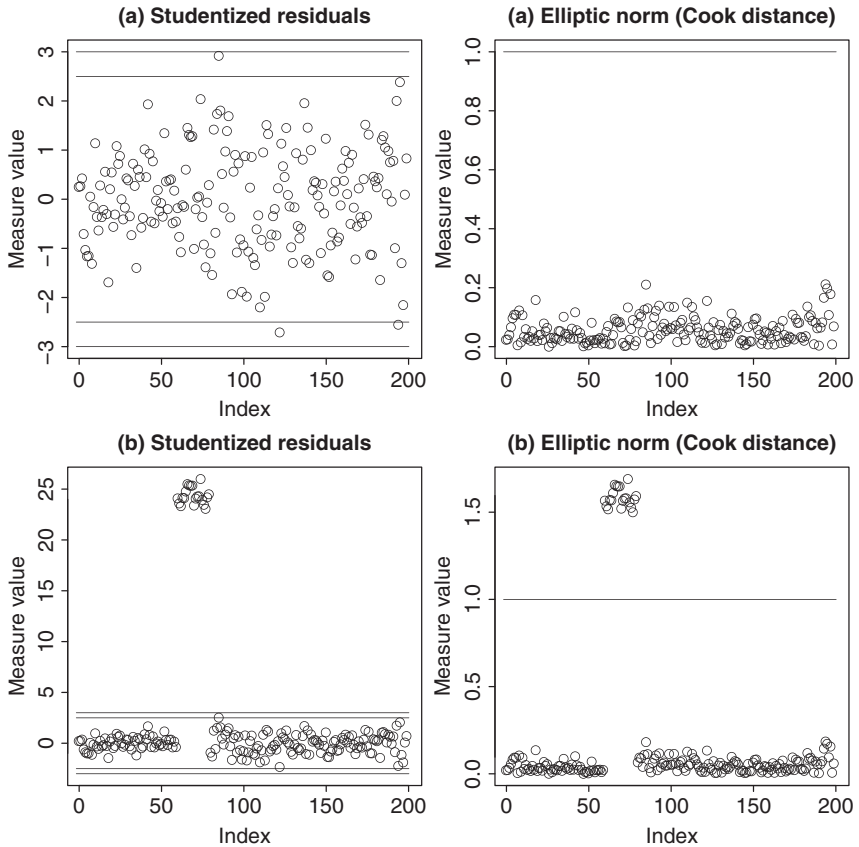 (a) Studentized residuals
Measure value
3
2
1
0
−1
−2
−3
0 50 100 150 200
Index
(a) Elliptic norm (Cook distance)
Measure value
1.0
0.8
0.6
0.4
0.2
0.0
0 50 100 150 200
Index
(b) Studentized residuals
Measure value
25
20
15
10
5
0
0 50 100 150 200
Index
(b) Elliptic norm (Cook distance)
Measure value
1.5
1.0
0.5
0.0
0 50 100 150 200
Index